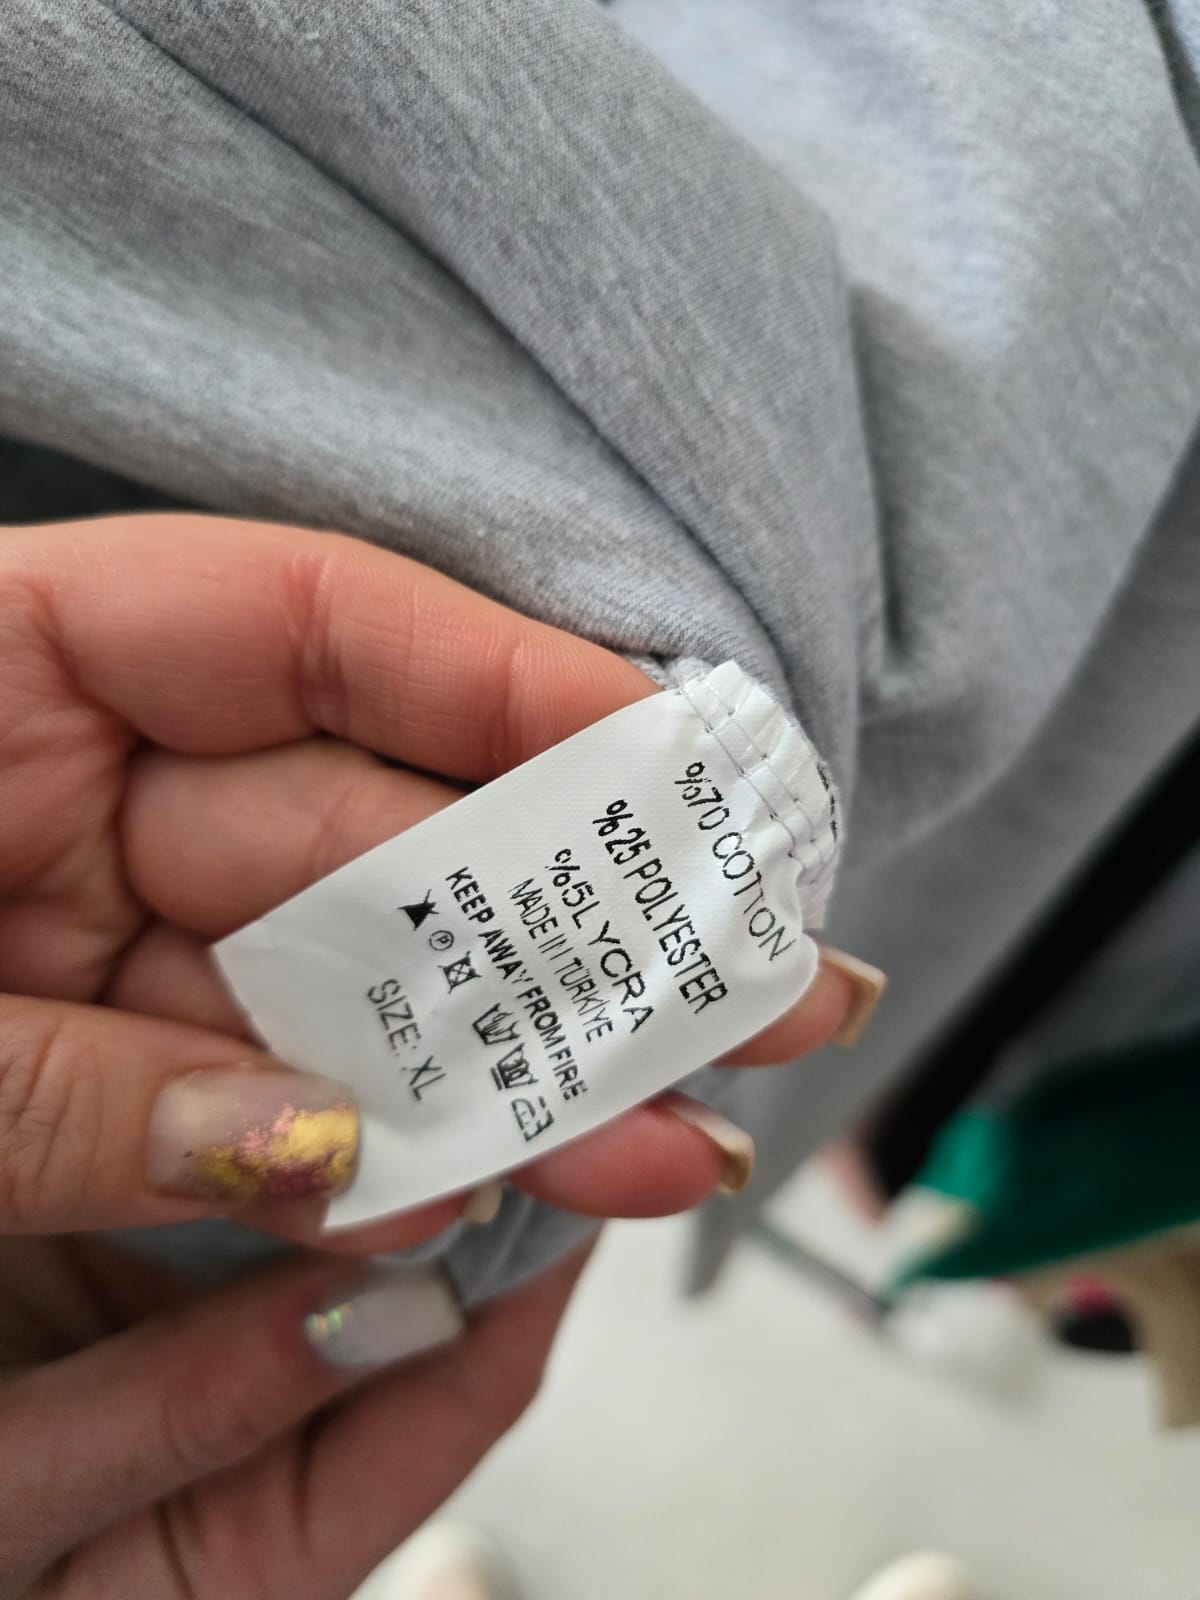 %70 COTTON
%25 POLYESTER
%5 LYCRA
MADE IN TÜRKİYE
KEEP AWAY FROM FIRE
P
SIZE: XL